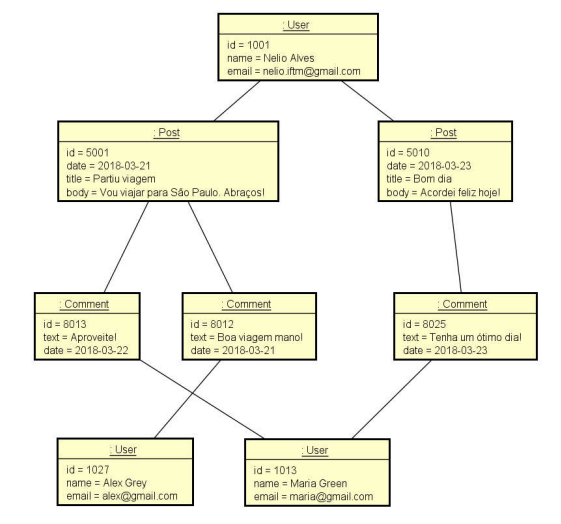 : User
id = 1001
name = Nelio Alves
email = nelio.iftm@gmail.com
: Post
id = 5001
date = 2018-03-21
title = Partiu viagem
body = Vou viajar para São Paulo. Abraços!
: Post
id = 5010
date = 2018-03-23
title = Bom dia
body = Acordei feliz hoje!
: Comment
id = 8013
text = Aproveite!
date = 2018-03-22
: Comment
id = 8012
text = Boa viagem mano!
date = 2018-03-21
: Comment
id = 8025
text = Tenha um ótimo dia!
date = 2018-03-23
: User
id = 1027
name = Alex Grey
email = alex@gmail.com
: User
id = 1013
name = Maria Green
email = maria@gmail.com